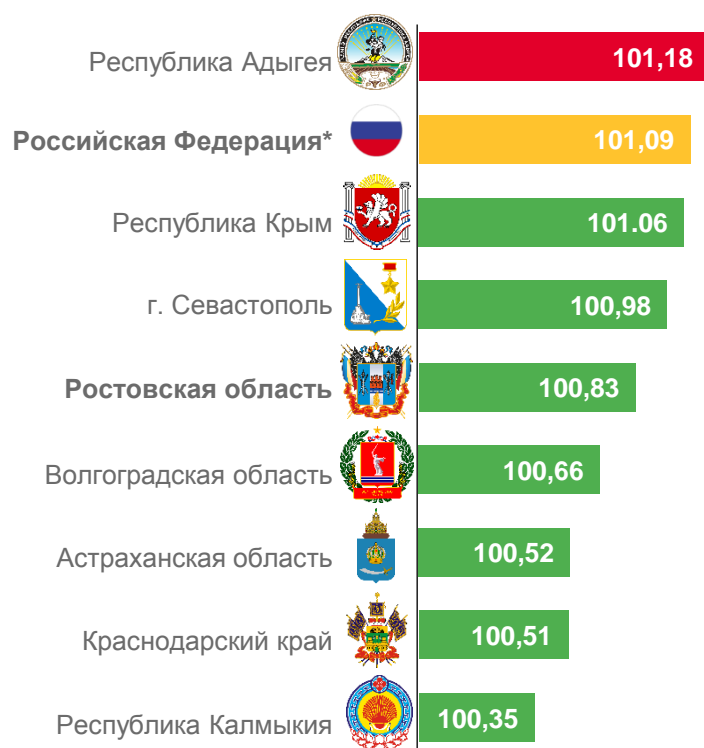 Республика Адыгея 101,18
Российская Федерация* 101,09
Республика Крым 101.06
г. Севастополь 100,98
Ростовская область 100,83
Волгоградская область 100,66
Астраханская область 100,52
Краснодарский край 100,51
Республика Калмыкия 100,35